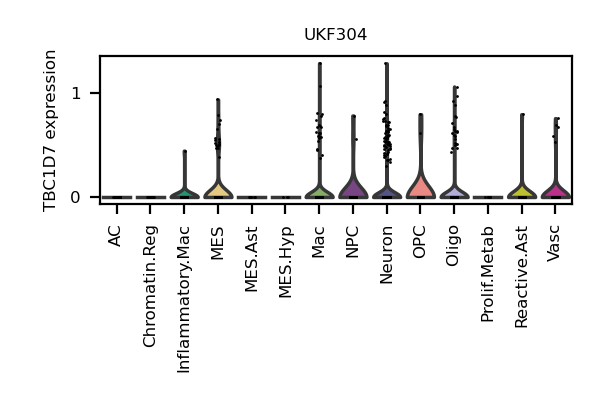 UKF304
TBC1D7 expression
1
0
AC
Chromatin.Reg
Inflammatory.Mac
MES
MES.Ast
MES.Hyp
Mac
NPC
Neuron
OPC
Oligo
Prolif.Metab
Reactive.Ast
Vasc